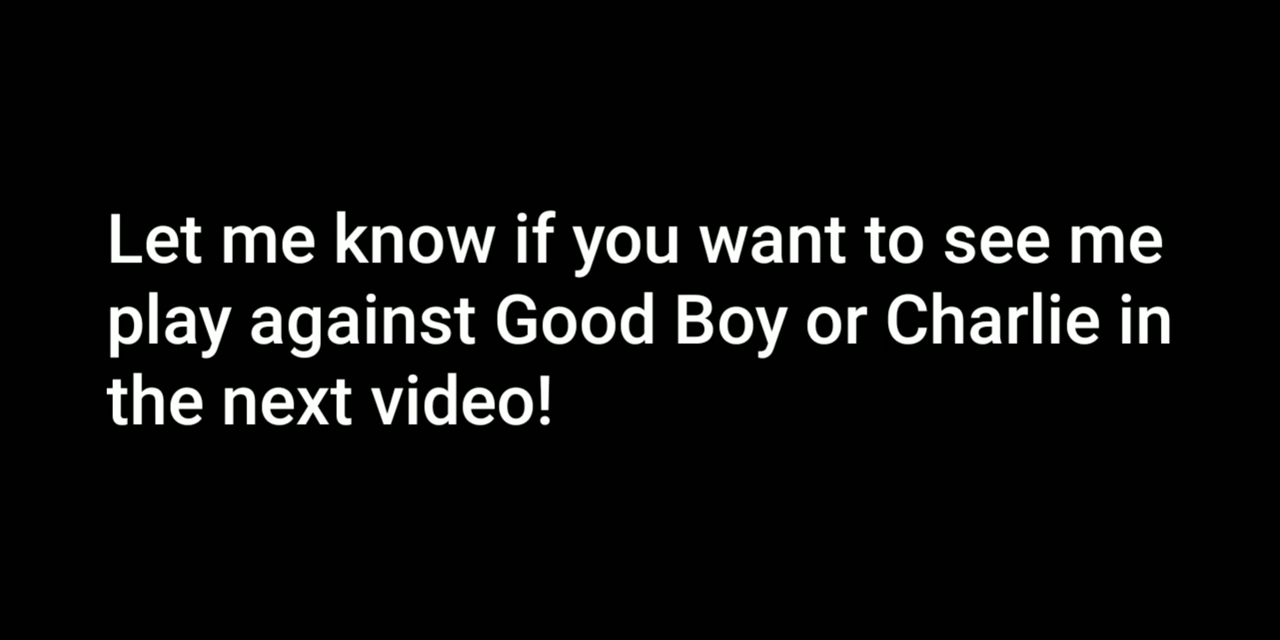 Let me know if you want to see me
play against Good Boy or Charlie in
the next video!